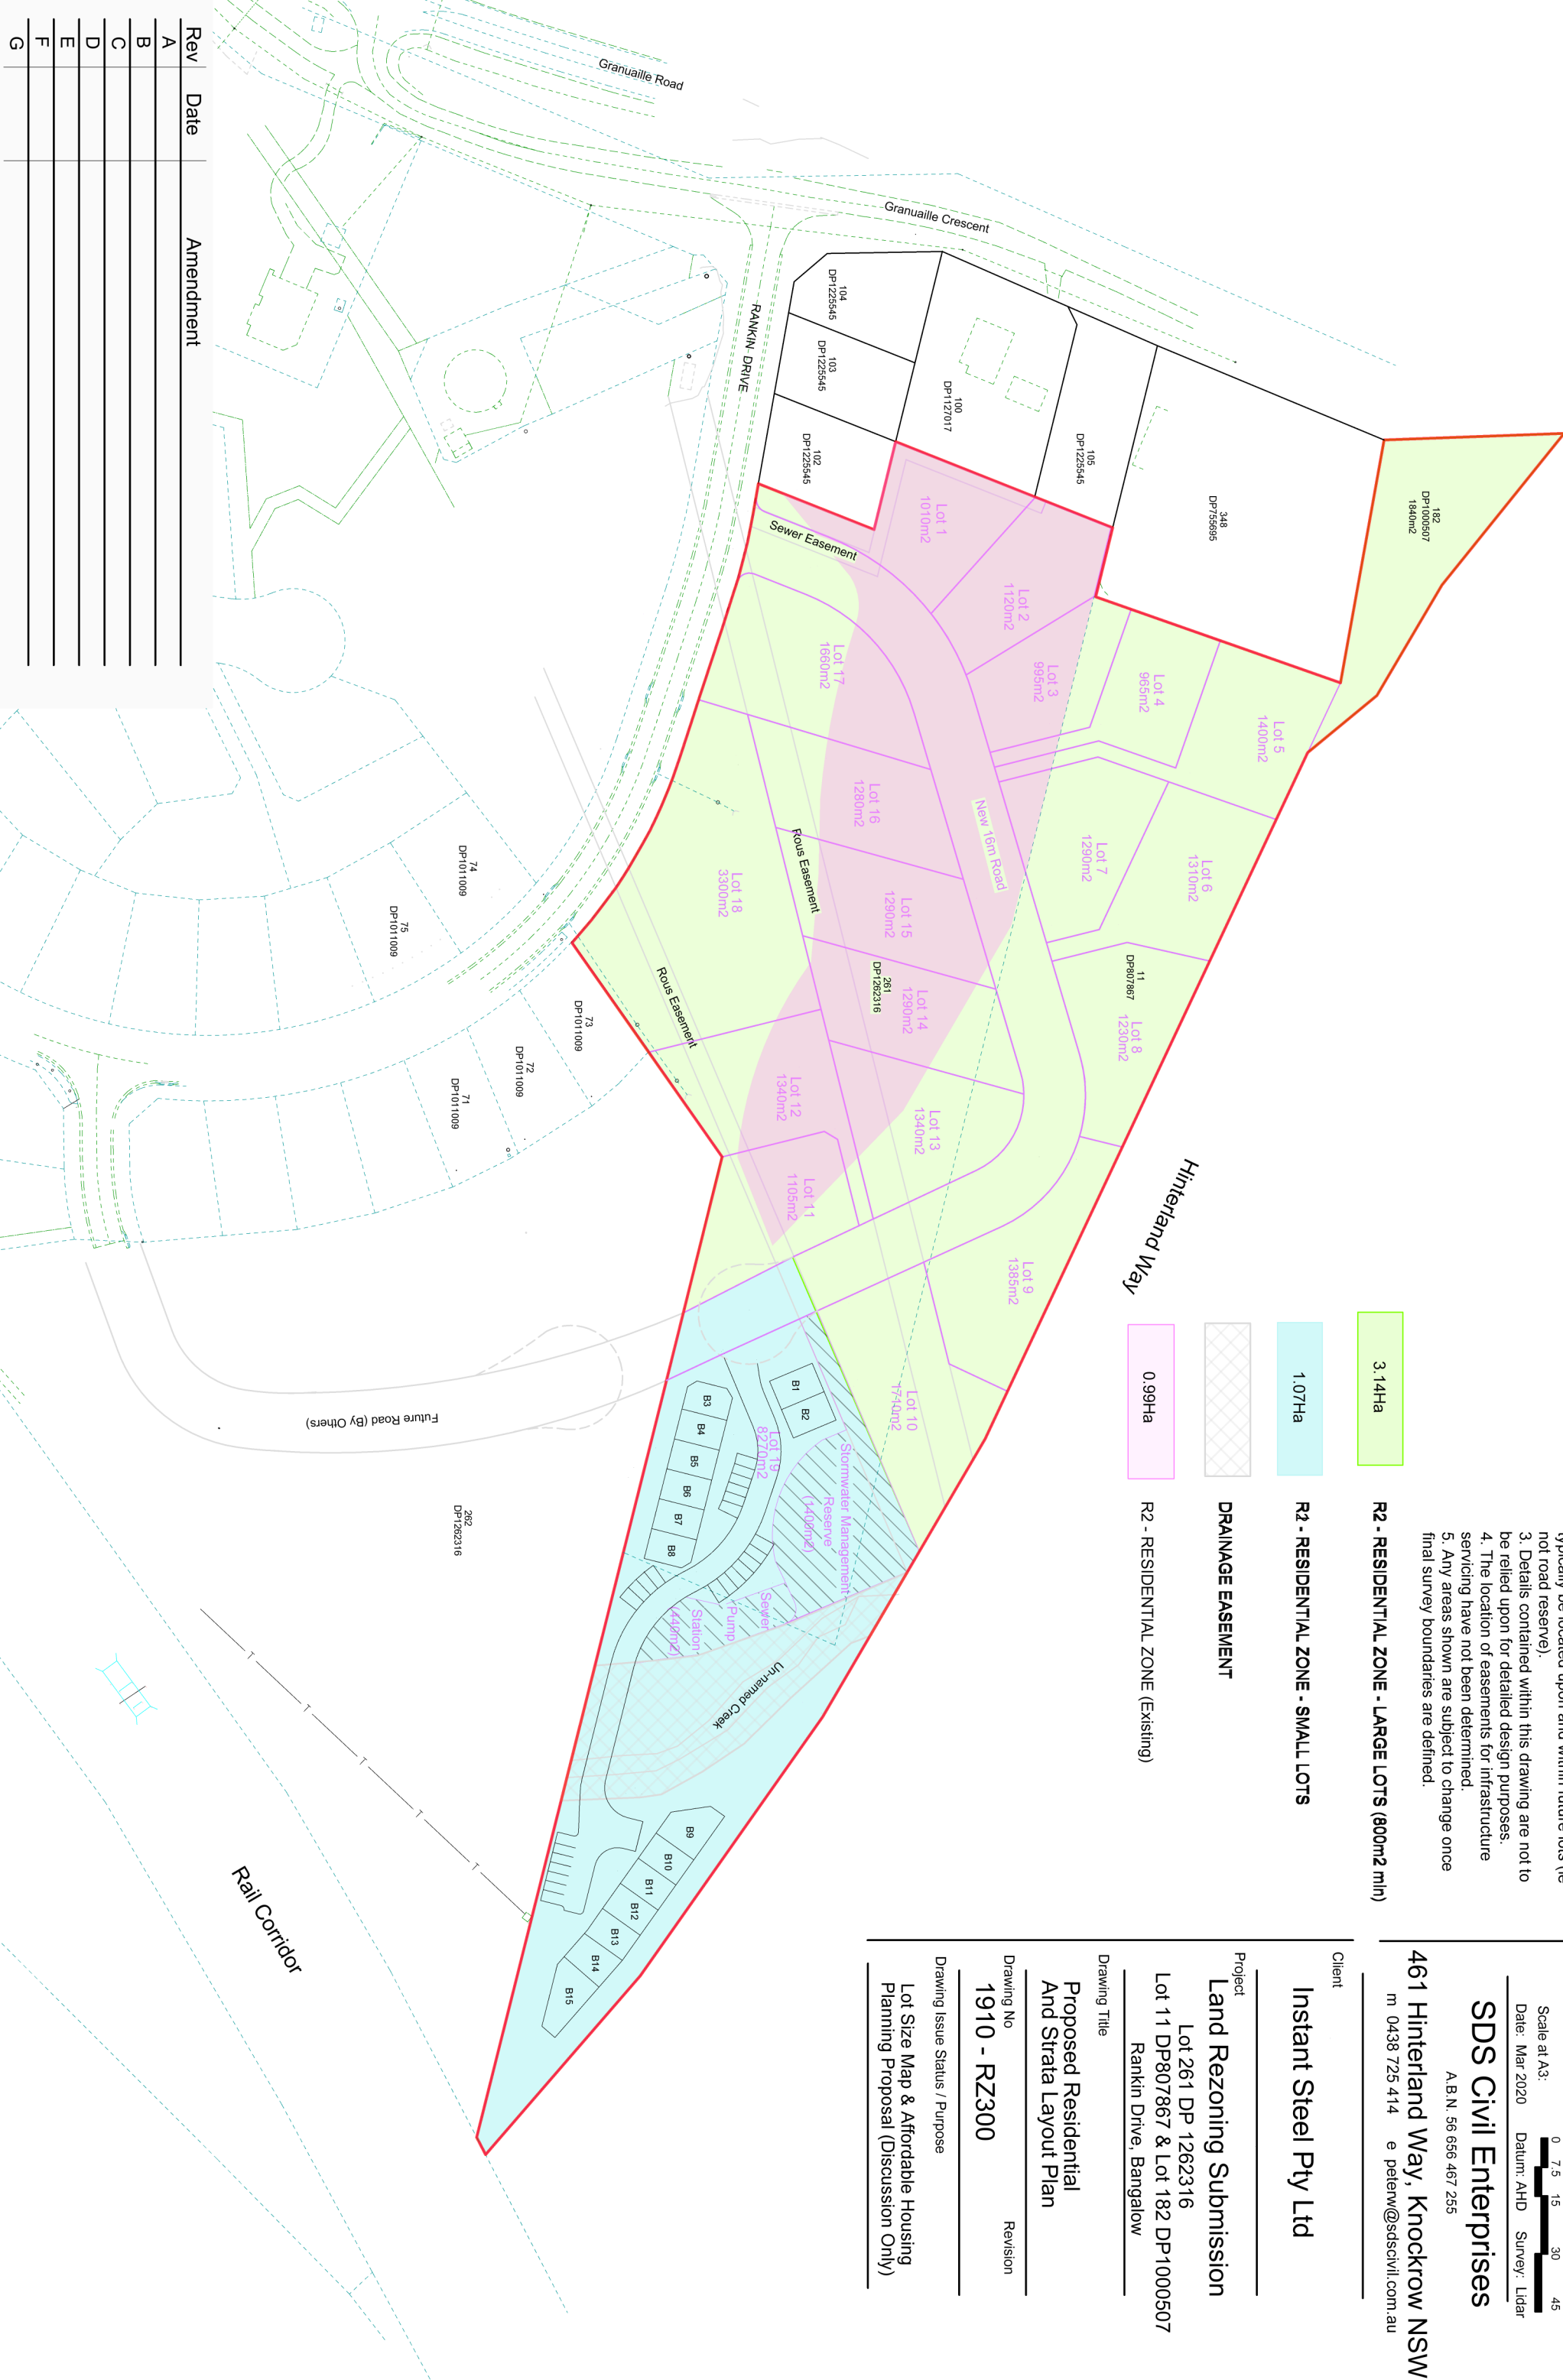 Rev Date Amendment
A
B
C
D
E
F
G
Granuaille Road
Granuaille Crescent
RANKIN DRIVE
104
DP1225545
103
DP1225545
102
DP1225545
100
DP1127017
105
DP1225545
348
DP755695
182
DP1000507
1840m2
Lot 1
1010m2
Lot 2
1120m2
Lot 3
995m2
Lot 4
965m2
Lot 5
1400m2
Lot 6
1310m2
Lot 7
1290m2
11
DP807867
Lot 8
1230m2
Lot 9
1385m2
Lot 10
1710m2
Lot 11
1105m2
Lot 12
1340m2
Lot 13
1340m2
Lot 14
1290m2
261
DP1262316
Lot 15
1290m2
Lot 16
1280m2
Lot 17
1660m2
Lot 18
3300m2
Lot 19
8270m2
Sewer Easement
New 16m Road
Rous Easement
Rous Easement
Hinterland Way
74
DP1011009
75
DP1011009
73
DP1011009
72
DP1011009
71
DP1011009
Future Road (By Others)
262
DP1262316
Rail Corridor
Stormwater Management
Reserve
(1400m2)
Sewer
Pump
Station
(440m2)
Un-named Creek
B1
B2
B3
B4
B5
B6
B7
B8
B9
B10
B11
B12
B13
B14
B15
T
T
T
T
T
not road reserve).
3. Details contained within this drawing are not to
be relied upon for detailed design purposes.
4. The location of easements for infrastructure
servicing have not been determined.
5. Any areas shown are subject to change once
final survey boundaries are defined.
3.14Ha R2 - RESIDENTIAL ZONE - LARGE LOTS (800m2 min)
1.07Ha R2 - RESIDENTIAL ZONE - SMALL LOTS
DRAINAGE EASEMENT
0.99Ha R2 - RESIDENTIAL ZONE (Existing)
Scale at A3: 0 7.5 15 30 45
Date: Mar 2020 Datum: AHD Survey: Lidar
SDS Civil Enterprises
A.B.N. 56 656 467 255
461 Hinterland Way, Knockrow NSW
m 0438 725 414 e peterw@sdscivil.com.au
Client
Instant Steel Pty Ltd
Project
Land Rezoning Submission
Lot 261 DP 1262316
Lot 11 DP807867 & Lot 182 DP1000507
Rankin Drive, Bangalow
Drawing Title
Proposed Residential
And Strata Layout Plan
Drawing No Revision
1910 - RZ300
Drawing Issue Status / Purpose
Lot Size Map & Affordable Housing
Planning Proposal (Discussion Only)